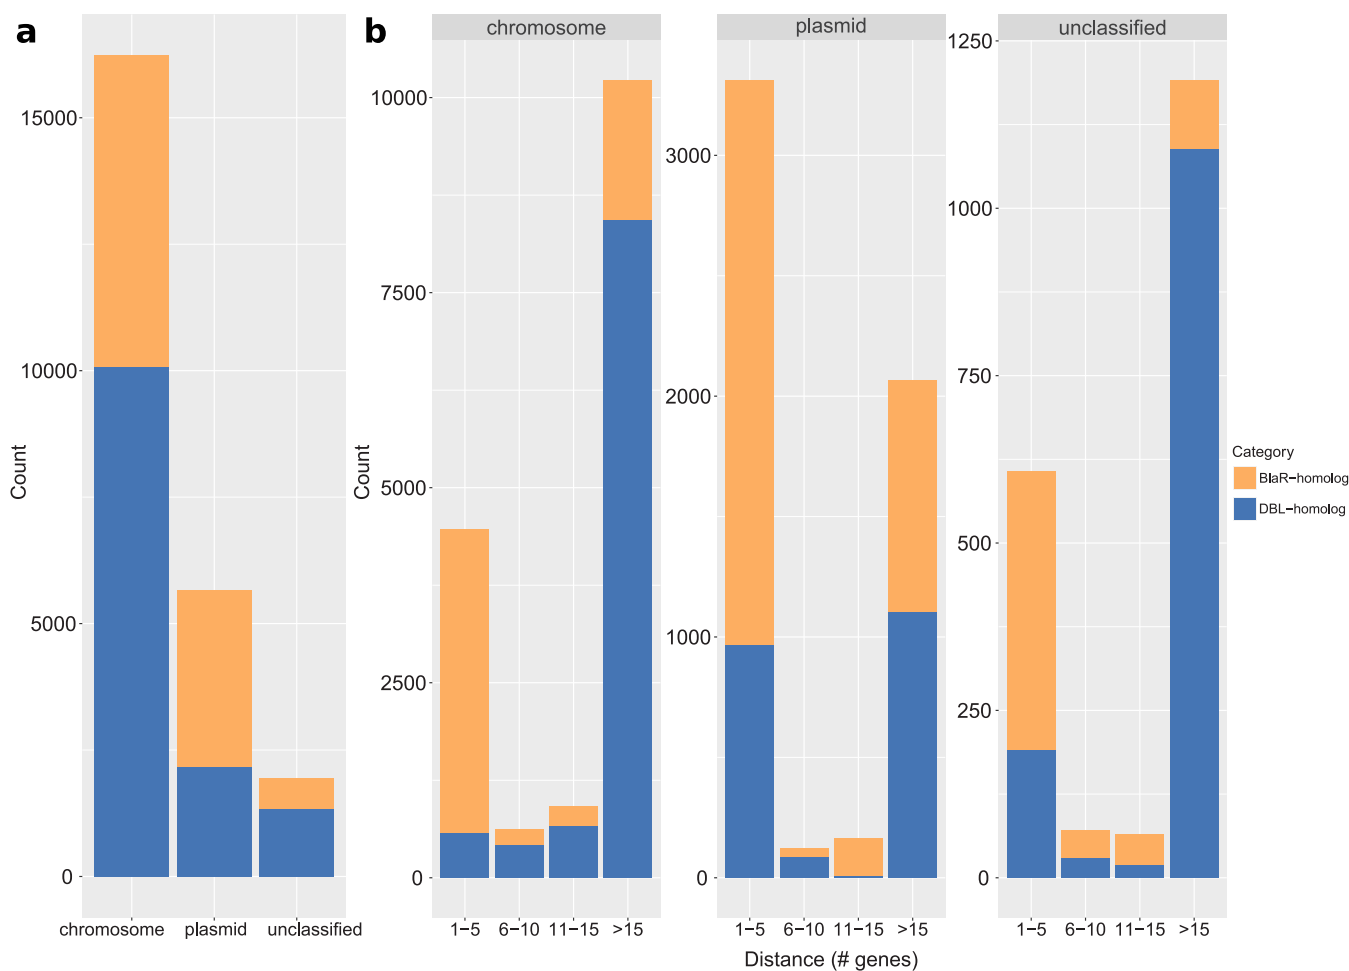 a
Count
15000
10000
5000
0
chromosome plasmid unclassified
b
Count
chromosome
10000
7500
5000
2500
0
1−5 6−10 11−15 >15
plasmid
3000
2000
1000
0
1−5 6−10 11−15 >15
unclassified
1250
1000
750
500
250
0
1−5 6−10 11−15 >15
Distance (# genes)
Category
BlaR−homolog
DBL−homolog